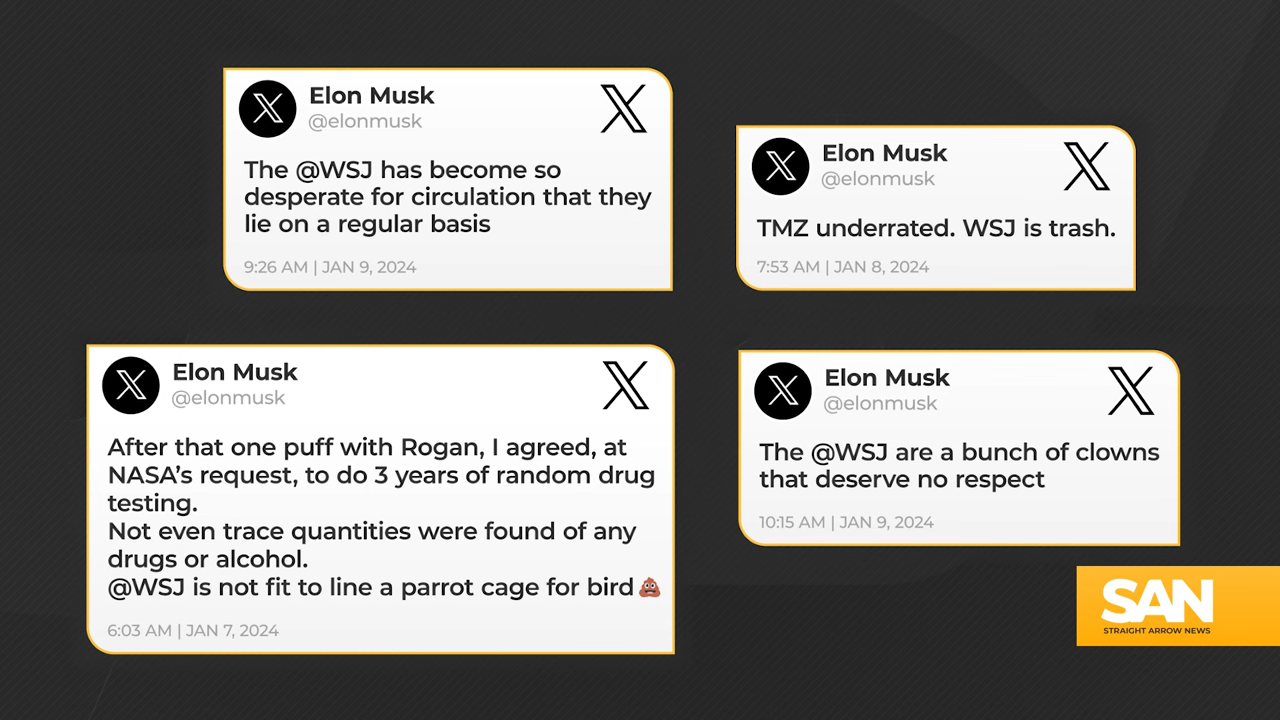 Elon Musk
@elonmusk
The @WSJ has become so
desperate for circulation that they
lie on a regular basis
9:26 AM | JAN 9, 2024
Elon Musk
@elonmusk
TMZ underrated. WSJ is trash.
7:53 AM | JAN 8, 2024
Elon Musk
@elonmusk
After that one puff with Rogan, I agreed, at
NASA’s request, to do 3 years of random drug
testing.
Not even trace quantities were found of any
drugs or alcohol.
@WSJ is not fit to line a parrot cage for bird💩
6:03 AM | JAN 7, 2024
Elon Musk
@elonmusk
The @WSJ are a bunch of clowns
that deserve no respect
10:15 AM | JAN 9, 2024
SAN
STRAIGHT ARROW NEWS